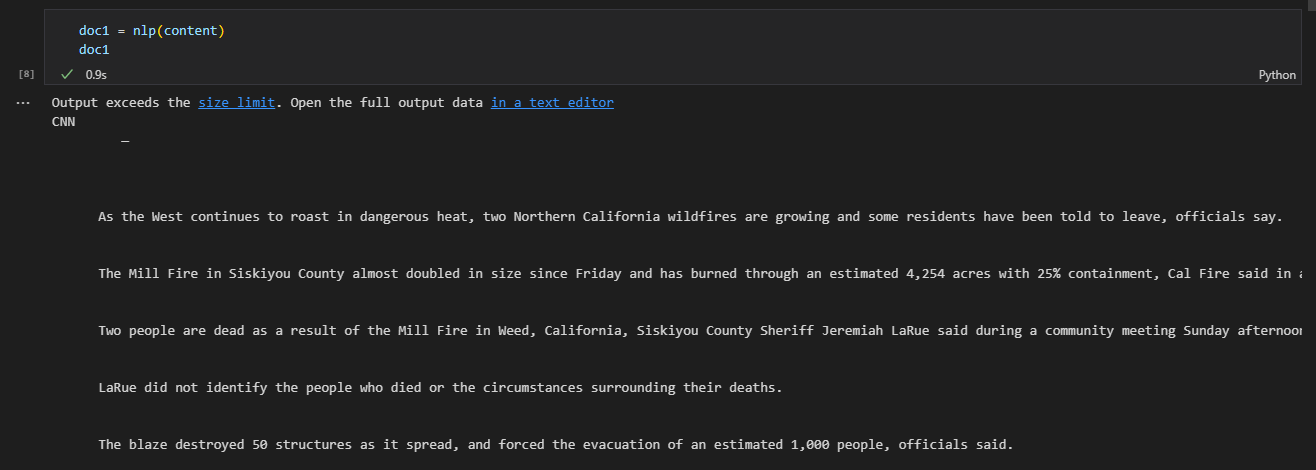 doc1 = nlp(content)
doc1
[8]
0.9s
Python
... Output exceeds the size limit. Open the full output data in a text editor
CNN
—
As the West continues to roast in dangerous heat, two Northern California wildfires are growing and some residents have been told to leave, officials say.
The Mill Fire in Siskiyou County almost doubled in size since Friday and has burned through an estimated 4,254 acres with 25% containment, Cal Fire said in
Two people are dead as a result of the Mill Fire in Weed, California, Siskiyou County Sheriff Jeremiah LaRue said during a community meeting Sunday
LaRue did not identify the people who died or the circumstances surrounding their deaths.
The blaze destroyed 50 structures as it spread, and forced the evacuation of an estimated 1,000 people, officials said.